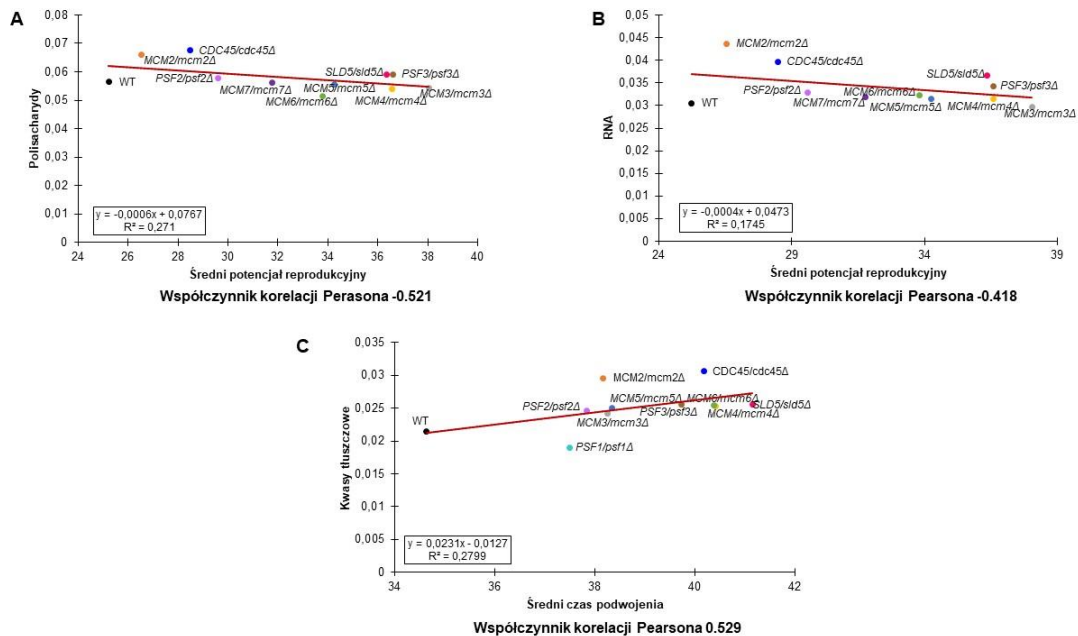 A
0,08
0,07
0,06
0,05
0,04
0,03
0,02
0,01
0
Polisacharydy
CDC45/cdc45Δ
MCM2/mcm2Δ
WT
PSF2/psf2Δ
MCM7/mcm7Δ
MCM6/mcm6Δ
MCM5/mcm5Δ
SLD5/sld5Δ
PSF3/psf3Δ
MCM4/mcm4Δ
MCM3/mcm3Δ
y = -0,0006x + 0,0767
R² = 0,271
24 26 28 30 32 34 36 38 40
Średni potencjał reprodukcyjny
Współczynnik korelacji Perasona -0.521
B
0,05
0,045
0,04
0,035
0,03
0,025
0,02
0,015
0,01
0,005
0
RNA
MCM2/mcm2Δ
CDC45/cdc45Δ
WT
PSF2/psf2Δ
MCM7/mcm7Δ
MCM6/mcm6Δ
MCM5/mcm5Δ
SLD5/sld5Δ
PSF3/psf3Δ
MCM4/mcm4Δ
MCM3/mcm3Δ
y = -0,0004x + 0,0473
R² = 0,1745
24 29 34 39
Średni potencjał reprodukcyjny
Współczynnik korelacji Pearsona -0.418
C
0,035
0,03
0,025
0,02
0,015
0,01
0,005
0
Kwasy tłuszczowe
MCM2/mcm2Δ
CDC45/cdc45Δ
WT
PSF2/psf2Δ
MCM5/mcm5Δ
MCM3/mcm3Δ
PSF3/psf3Δ
MCM6/mcm6Δ
MCM4/mcm4Δ
SLD5/sld5Δ
PSF1/psf1Δ
y = 0,0231x - 0,0127
R² = 0,2799
34 36 38 40 42
Średni czas podwojenia
Współczynnik korelacji Pearsona 0.529